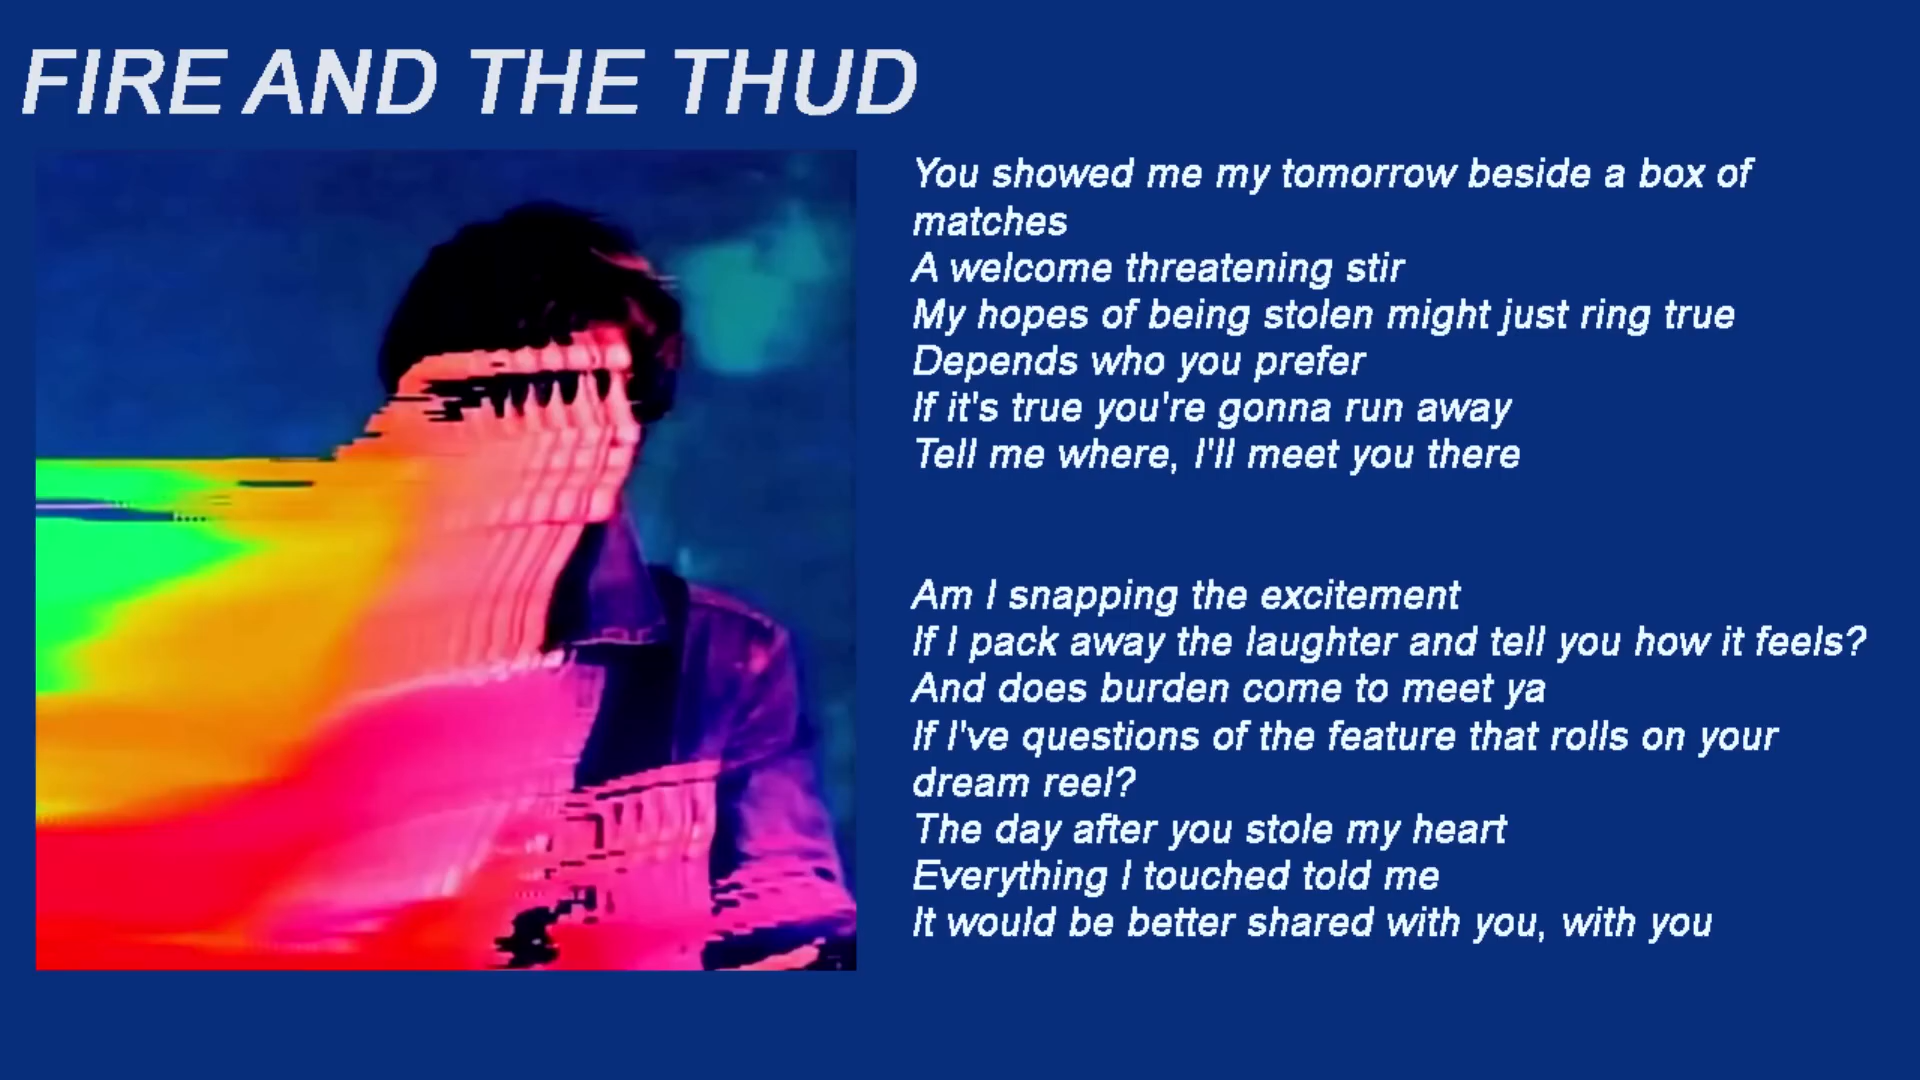 FIRE AND THE THUD
You showed me my tomorrow beside a box of
matches
A welcome threatening stir
My hopes of being stolen might just ring true
Depends who you prefer
If it's true you're gonna run away
Tell me where, I'll meet you there
Am I snapping the excitement
If I pack away the laughter and tell you how it feels?
And does burden come to meet ya
If I've questions of the feature that rolls on your
dream reel?
The day after you stole my heart
Everything I touched told me
It would be better shared with you, with you